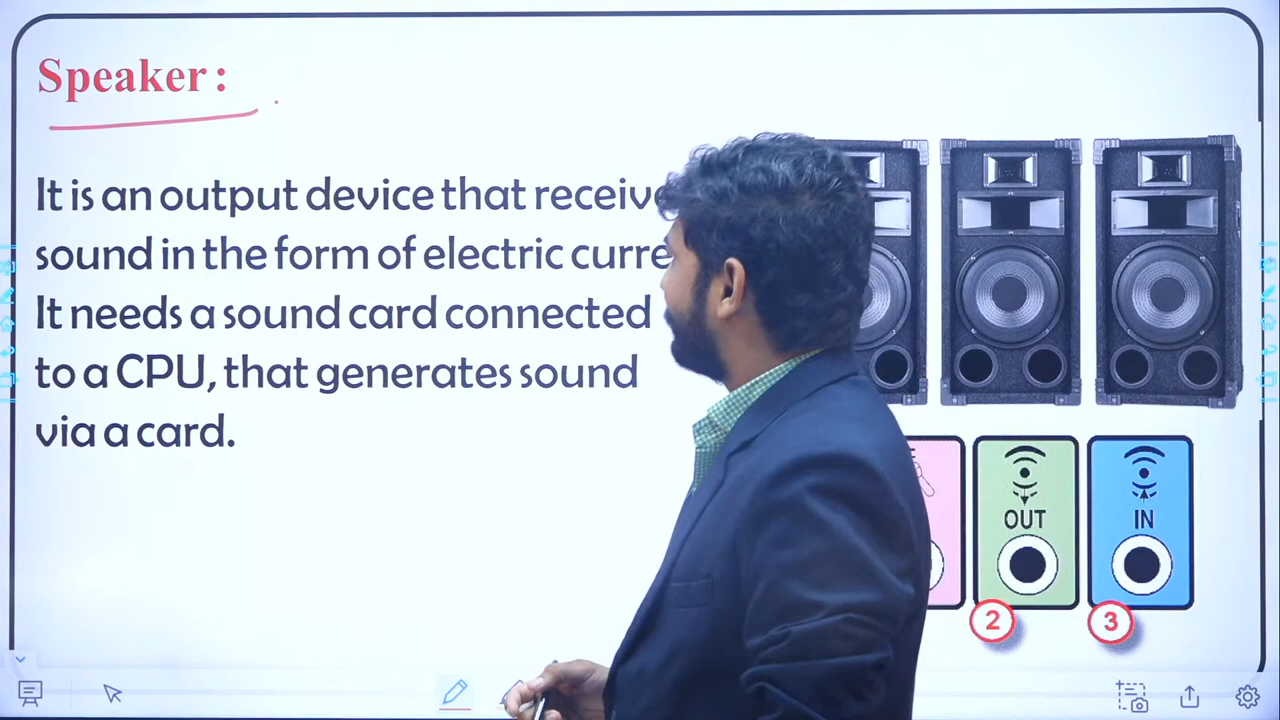 Speaker :
It is an output device that receive
sound in the form of electric curre
It needs a sound card connected
to a CPU, that generates sound
via a card.
OUT
IN
2
3